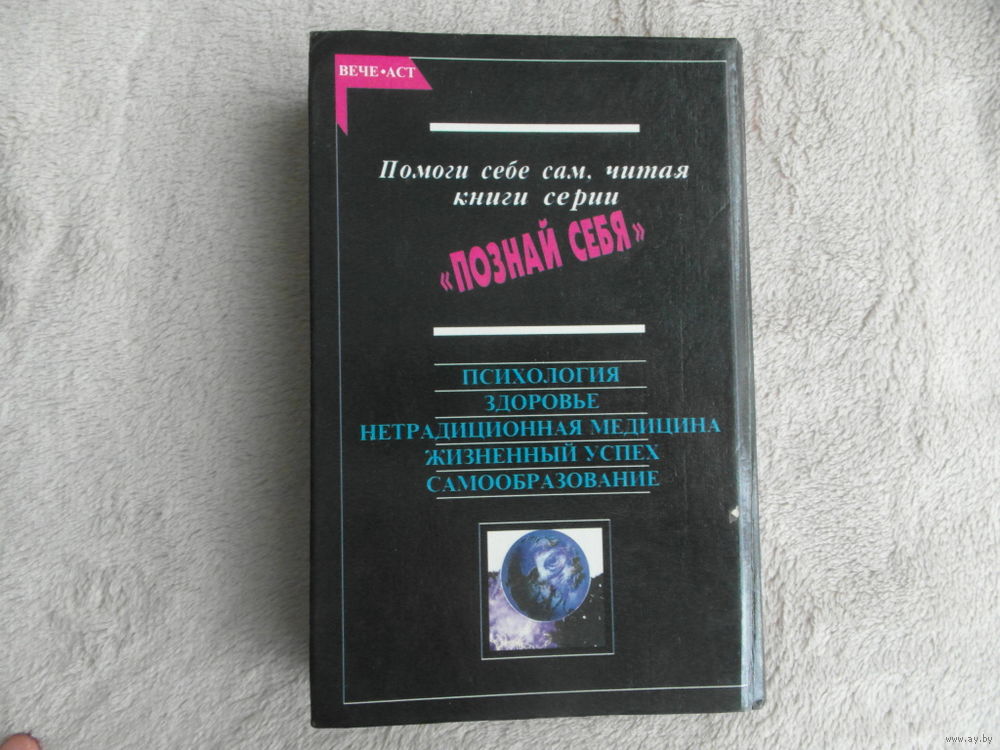 ВЕЧЕ•АСТ
Помоги себе сам, читая
книги серии
«ПОЗНАЙ СЕБЯ»
ПСИХОЛОГИЯ
ЗДОРОВЬЕ
НЕТРАДИЦИОННАЯ МЕДИЦИНА
ЖИЗНЕННЫЙ УСПЕХ
САМООБРАЗОВАНИЕ
© www.ay.by